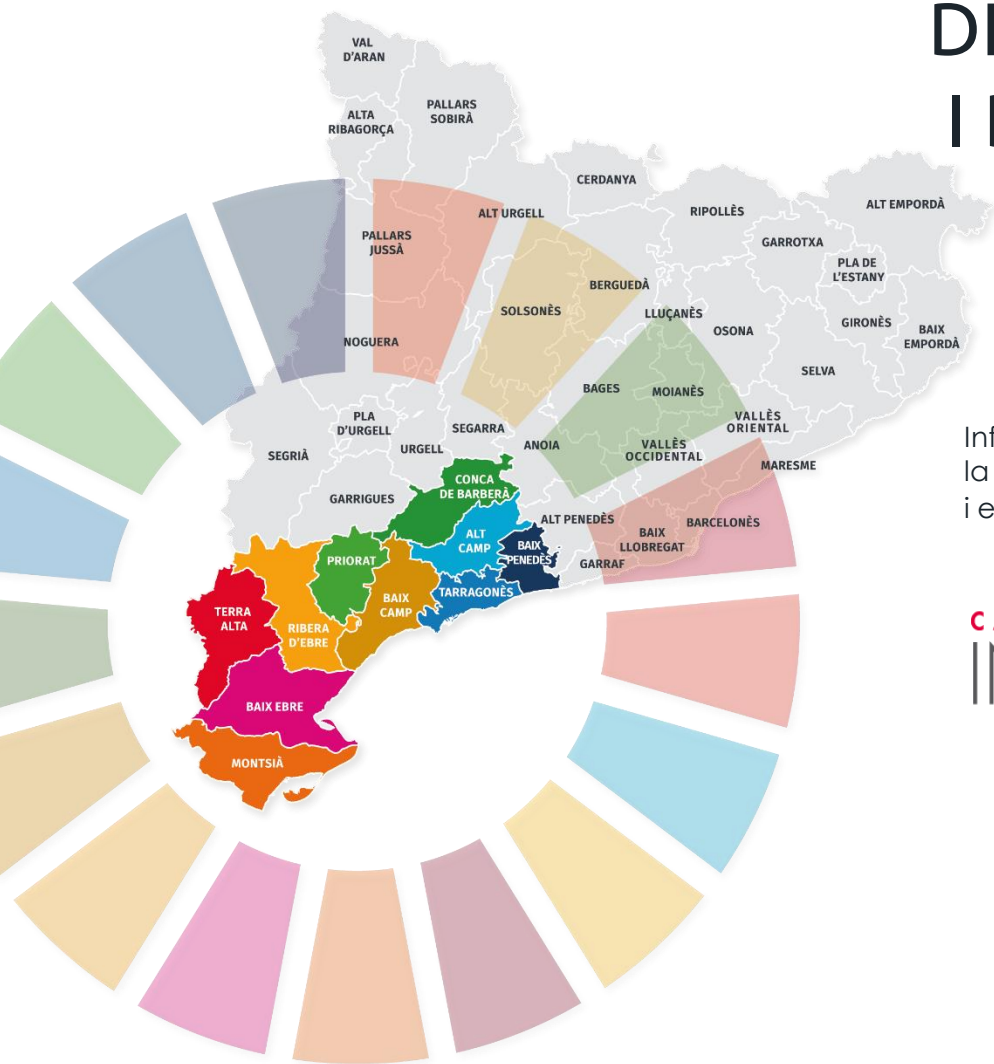 VAL
D'ARAN
ALTA
RIBAGORÇA
PALLARS
SOBIRÀ
CERDANYA
ALT URGELL
RIPOLLÈS
ALT EMPORDÀ
GARROTXA
PLA DE
L'ESTANY
PALLARS
JUSSÀ
BERGUEDÀ
SOLSONÈS
LLUÇANÈS
OSONA
GIRONÈS
BAIX
EMPORDÀ
NOGUERA
SELVA
BAGES
MOIANÈS
PLA
D'URGELL
SEGARRA
VALLÈS
ORIENTAL
SEGRIÀ
URGELL
ANOIA
VALLÈS
OCCIDENTAL
MARESME
GARRIGUES
CONCA
DE BARBERÀ
ALT PENEDÈS
BARCELONÈS
BAIX
LLOBREGAT
ALT
CAMP
BAIX
PENEDÈS
GARRAF
PRIORAT
BAIX
CAMP
TARRAGONÈS
TERRA
ALTA
RIBERA
D'EBRE
BAIX EBRE
MONTSIÀ
la
i e